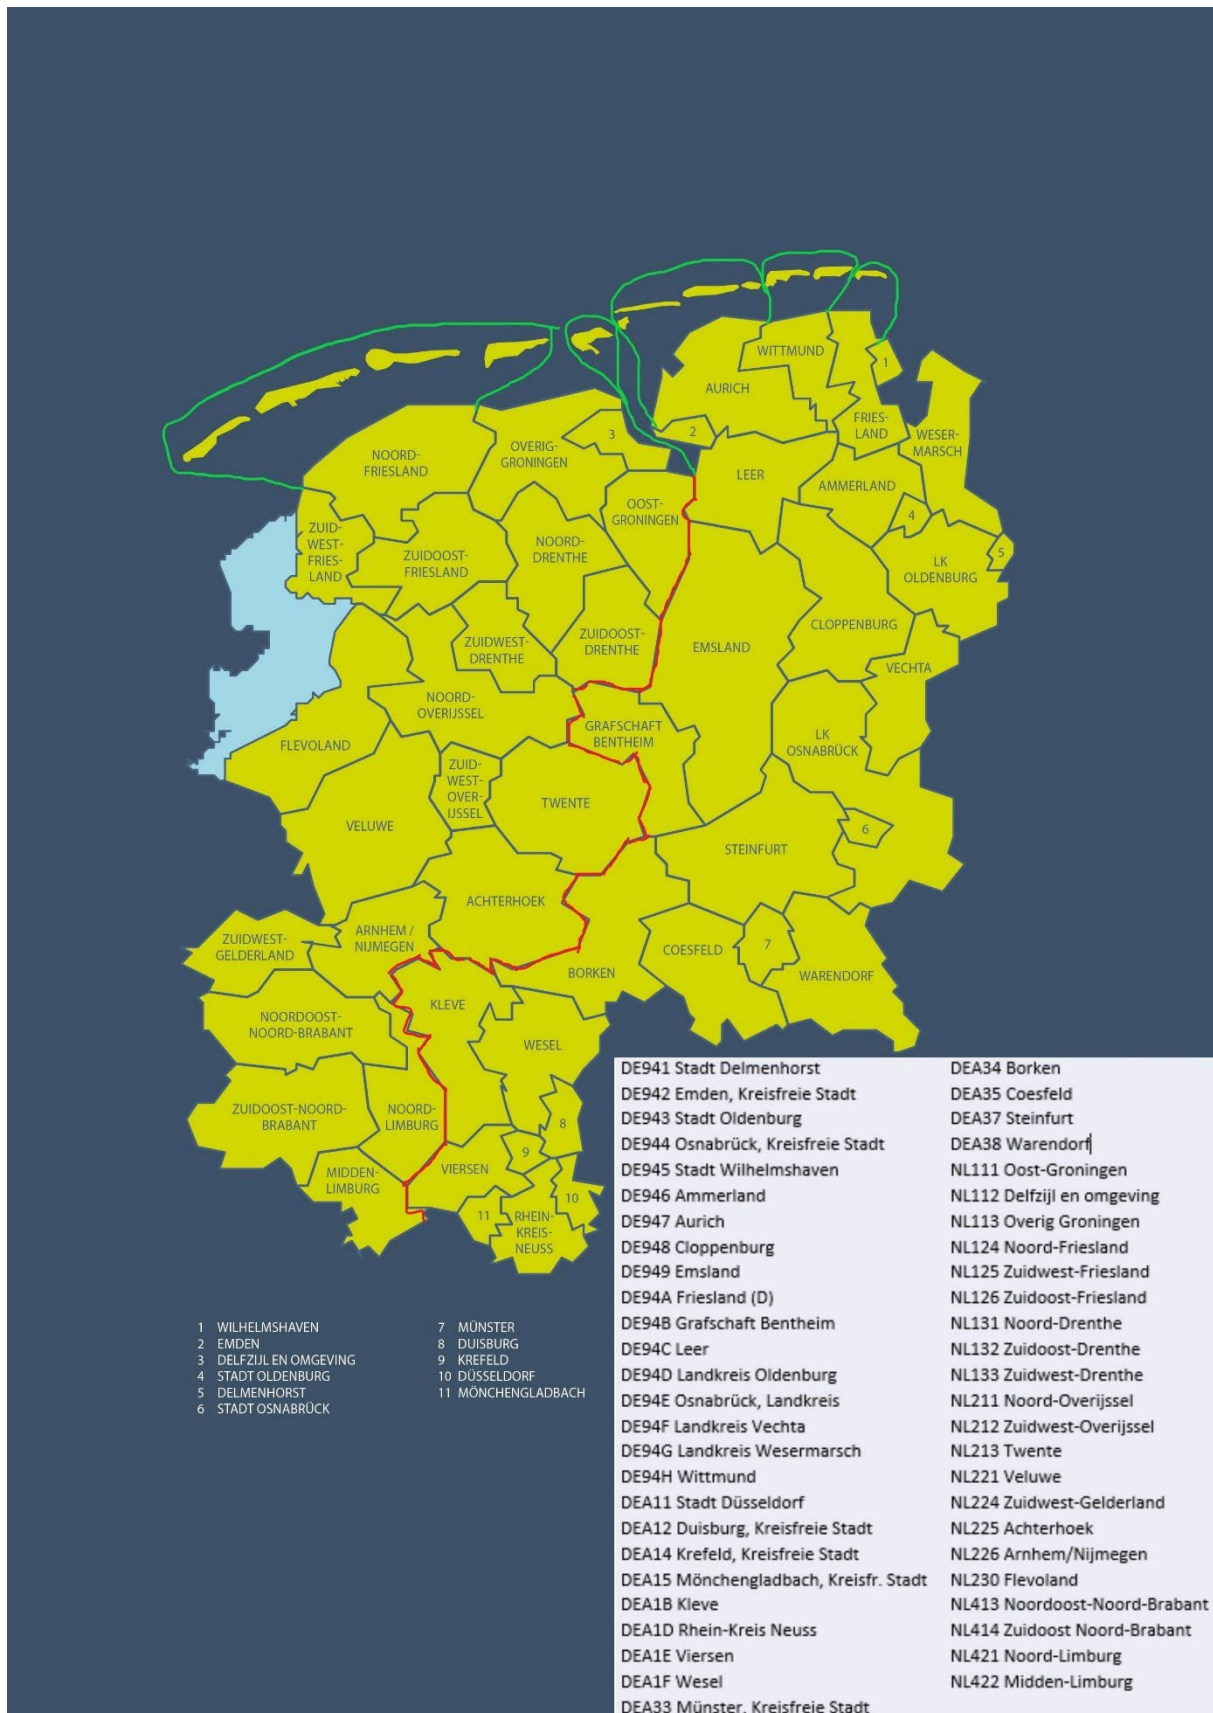 WITTMUND
1
AURICH
FRIES-
LAND
2
3
WESER-
MARSCH
NOORD-
FRIESLAND
OVERIG-
GRONINGEN
LEER
AMMERLAND
OOST-
GRONINGEN
4
ZUID-
WEST-
FRIES-
LAND
ZUIDOOST-
FRIESLAND
NOORD-
DRENTHE
5
LK
OLDENBURG
ZUIDWEST-
DRENTHE
ZUIDOOST-
DRENTHE
EMSLAND
CLOPPENBURG
VECHTA
NOORD-
OVERIJSSEL
GRAFSCHAFT
BENTHEIM
LK
OSNABRÜCK
FLEVOLAND
ZUID-
WEST-
OVER-
IJSSEL
TWENTE
VELUWE
6
STEINFURT
ACHTERHOEK
ZUIDWEST-
GELDERLAND
ARNHEM /
NIJMEGEN
COESFELD
7
BORKEN
WARENDORF
KLEVE
NOORDOOST-
NOORD-BRABANT
WESEL
ZUIDOOST-NOORD-
BRABANT
NOORD-
LIMBURG
8
9
MIDDEN-
LIMBURG
VIERSEN
10
11
RHEIN-
KREIS-
NEUSS
1 WILHELMSHAVEN
2 EMDEN
3 DELFZIJL EN OMGEVING
4 STADT OLDENBURG
5 DELMENHORST
6 STADT OSNABRÜCK
7 MÜNSTER
8 DUISBURG
9 KREFELD
10 DÜSSELDORF
11 MÖNCHENGLADBACH
DE941 Stadt Delmenhorst
DE942 Emden, Kreisfreie Stadt
DE943 Stadt Oldenburg
DE944 Osnabrück, Kreisfreie Stadt
DE945 Stadt Wilhelmshaven
DE946 Ammerland
DE947 Aurich
DE948 Cloppenburg
DE949 Emsland
DE94A Friesland (D)
DE94B Grafschaft Bentheim
DE94C Leer
DE94D Landkreis Oldenburg
DE94E Osnabrück, Landkreis
DE94F Landkreis Vechta
DE94G Landkreis Wesermarsch
DE94H Wittmund
DEA11 Stadt Düsseldorf
DEA12 Duisburg, Kreisfreie Stadt
DEA14 Krefeld, Kreisfreie Stadt
DEA15 Mönchengladbach, Kreisfr. Stadt
DEA1B Kleve
DEA1D Rhein-Kreis Neuss
DEA1E Viersen
DEA1F Wesel
DEA33 Münster, Kreisfreie Stadt
DEA34 Borken
DEA35 Coesfeld
DEA37 Steinfurt
DEA38 Warendorf
NL111 Oost-Groningen
NL112 Delfzijl en omgeving
NL113 Overig Groningen
NL124 Noord-Friesland
NL125 Zuidwest-Friesland
NL126 Zuidoost-Friesland
NL131 Noord-Drenthe
NL132 Zuidoost-Drenthe
NL133 Zuidwest-Drenthe
NL211 Noord-Overijssel
NL212 Zuidwest-Overijssel
NL213 Twente
NL221 Veluwe
NL224 Zuidwest-Gelderland
NL225 Achterhoek
NL226 Arnhem/Nijmegen
NL230 Flevoland
NL413 Noordoost-Noord-Brabant
NL414 Zuidoost Noord-Brabant
NL421 Noord-Limburg
NL422 Midden-Limburg